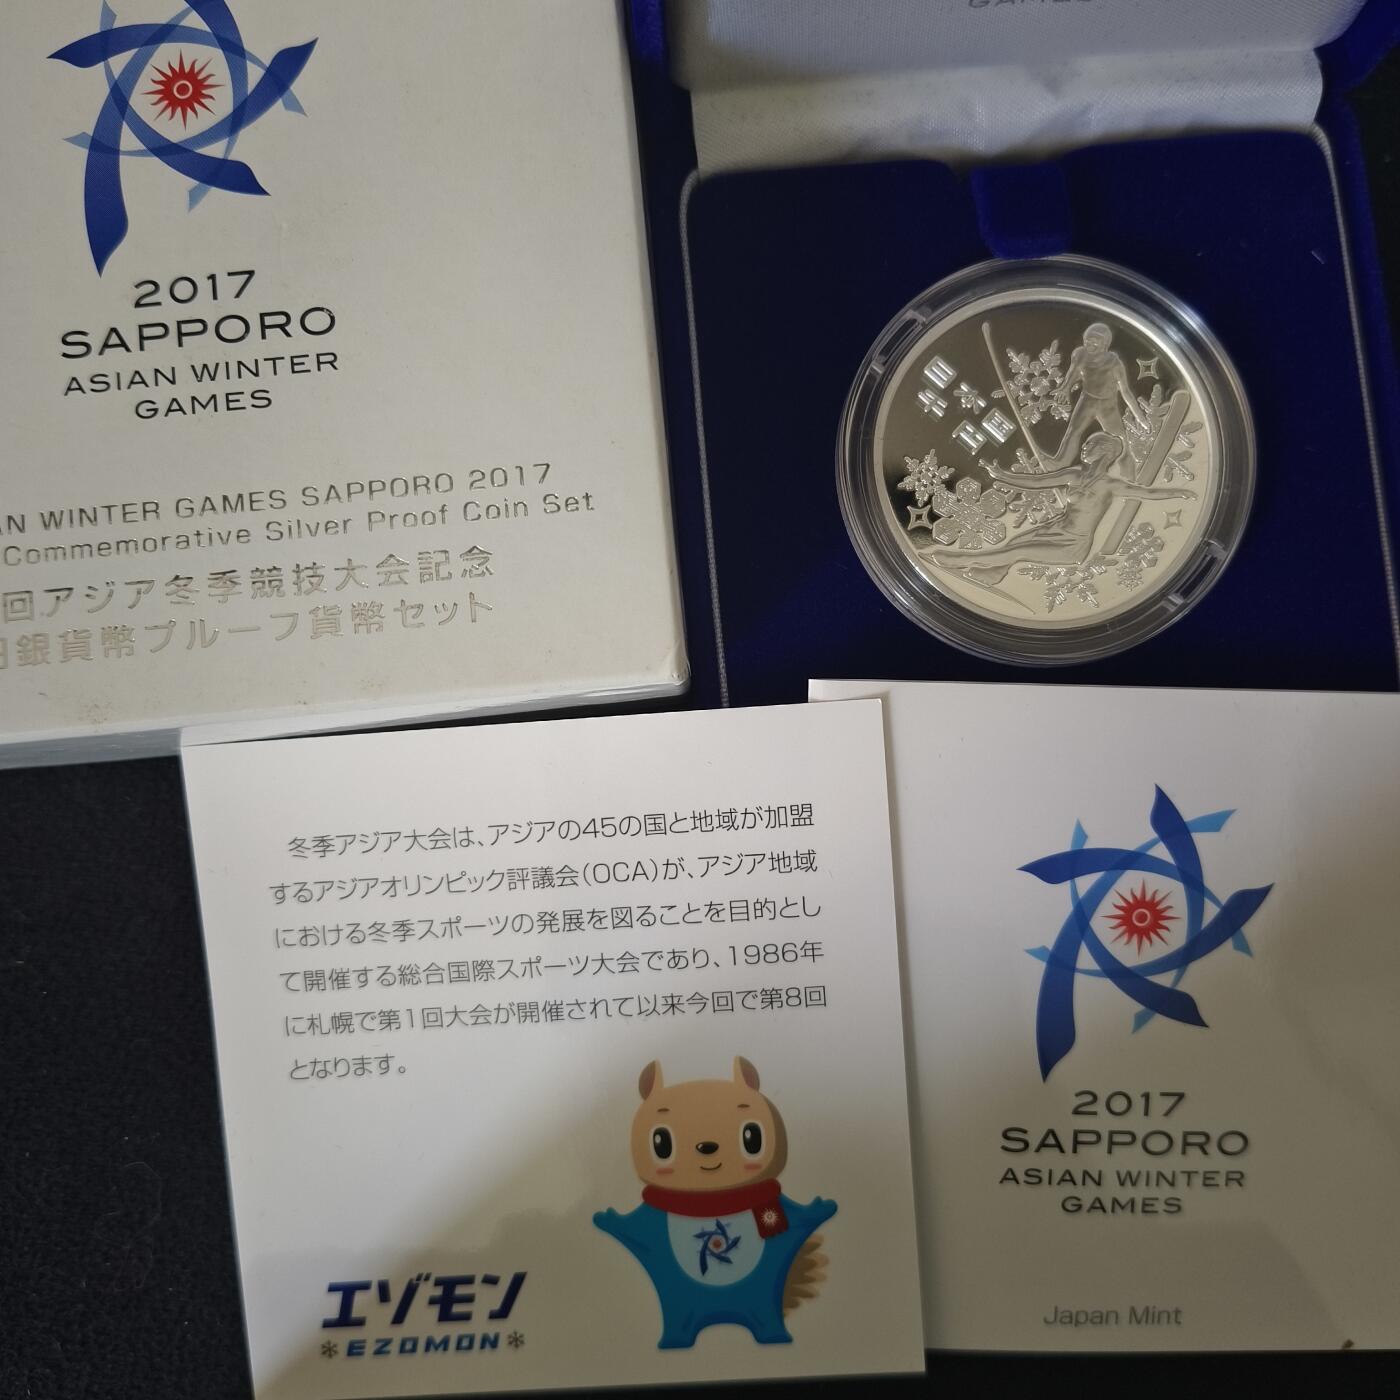 2017
SAPPORO
ASIAN WINTER
GAMES
WINTER GAMES SAPPORO 2017
Commemorative Silver Proof Coin Set
回アジア冬季競技大会記念
銀貨幣プルーフ貨幣セット
GAMES
日本国
千円
冬季アジア大会は、アジアの45の国と地域が加盟
するアジアオリンピック評議会(OCA)が、アジア地域
における冬季スポーツの発展を図ることを目的とし
て開催する総合国際スポーツ大会であり、1986年
に札幌で第1回大会が開催されて以来今回で第8回
となります。
エゾモン
EZOMON
2017
SAPPORO
ASIAN WINTER
GAMES
Japan Mint